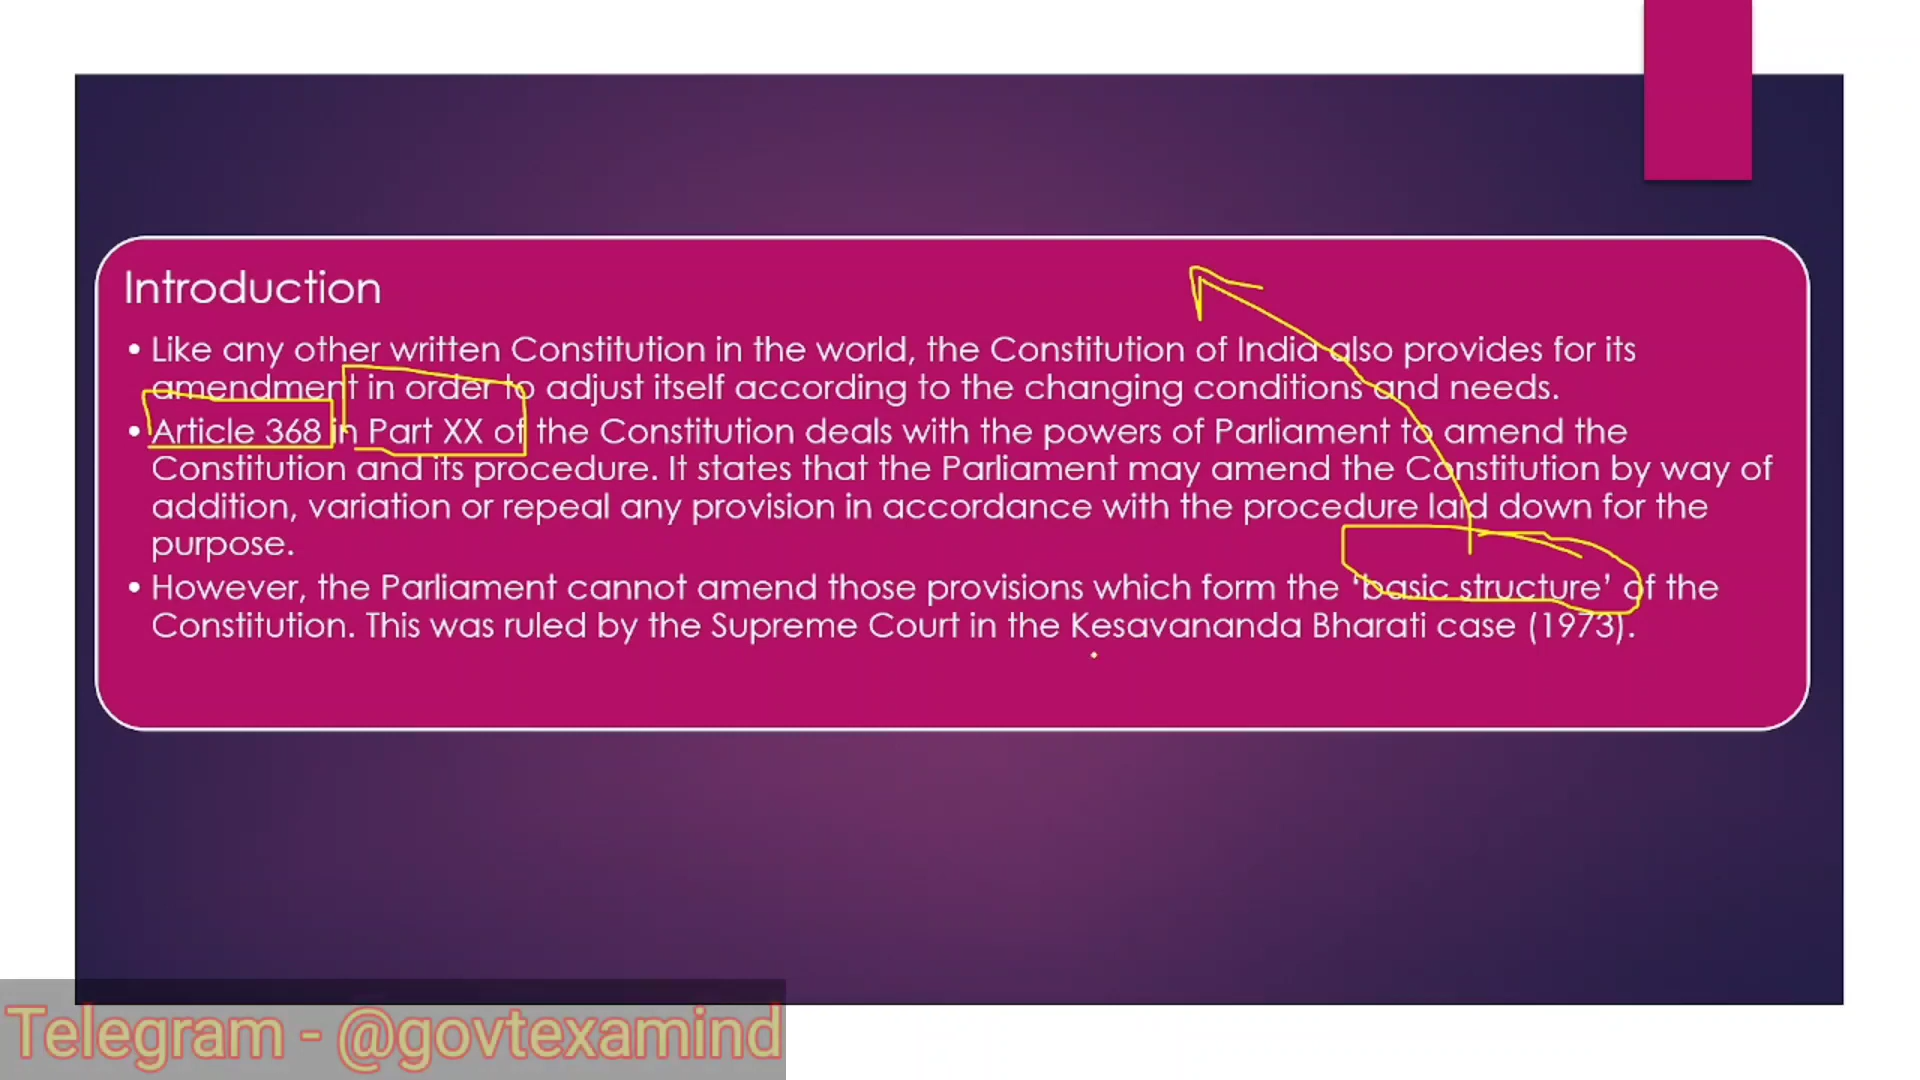 Introduction
• Like any other written Constitution in the world, the Constitution of India also provides for its
amendment in order to adjust itself according to the changing conditions and needs.
• Article 368 in Part XX of the Constitution deals with the powers of Parliament to amend the
Constitution and its procedure. It states that the Parliament may amend the Constitution by way of
addition, variation or repeal any provision in accordance with the procedure laid down for the
purpose.
• However, the Parliament cannot amend those provisions which form the ‘basic structure’ of the
Constitution. This was ruled by the Supreme Court in the Kesavananda Bharati case (1973).
Telegram - @govtexamind